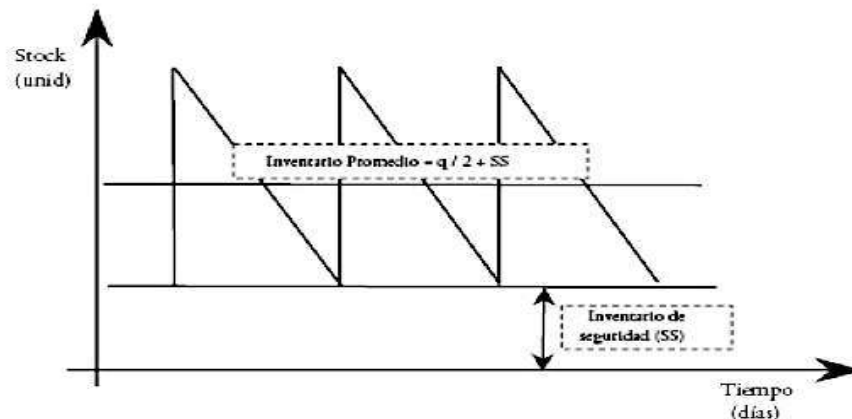 Stock
(unid)
Inventario Promedio = q / 2 + SS
Inventario de
seguridad (SS)
Tiempo
(días)